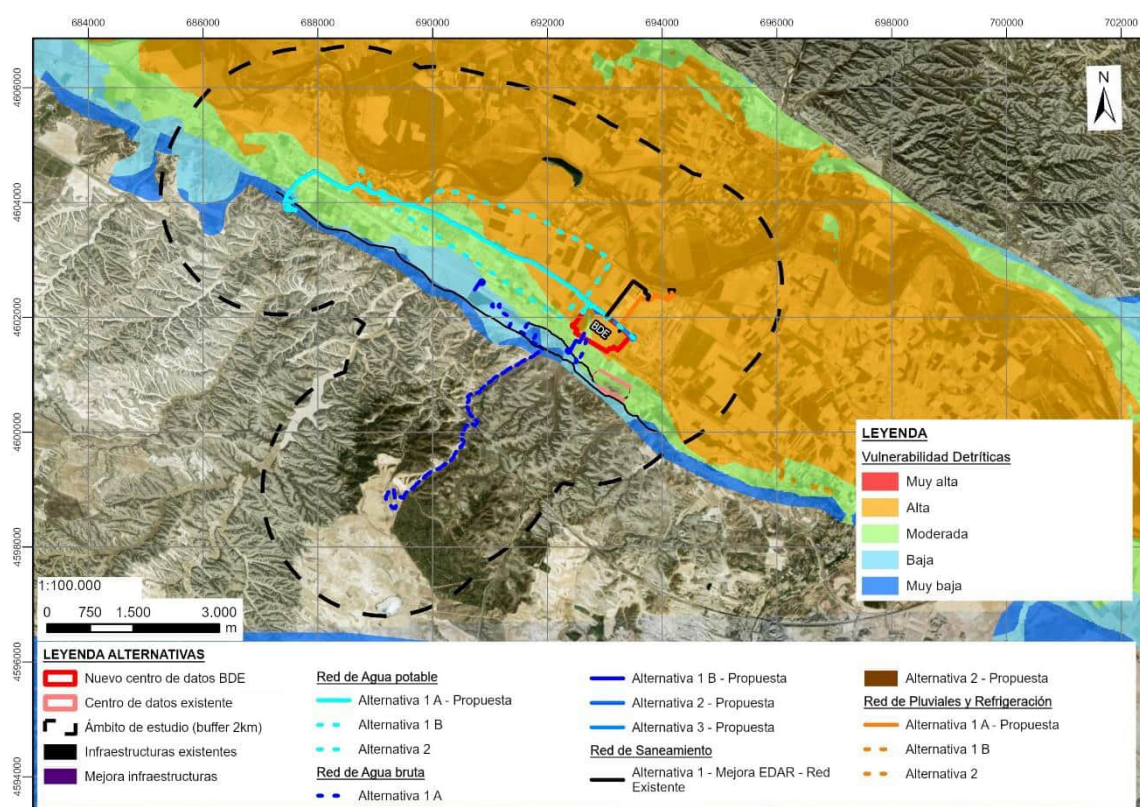 684000 686000 688000 690000 692000 694000 696000 698000 700000 702000
4606000
4604000
4602000
4600000
4598000
4596000
4594000
N
BDE
LEYENDA
Vulnerabilidad Detríticas
Muy alta
Alta
Moderada
Baja
Muy baja
1:100.000
0 750 1.500 3.000
m
LEYENDA ALTERNATIVAS
Nuevo centro de datos BDE
Centro de datos existente
Ámbito de estudio (buffer 2km)
Infraestructuras existentes
Mejora infraestructuras
Red de Agua potable
Alternativa 1 A - Propuesta
Alternativa 1 B
Alternativa 2
Red de Agua bruta
Alternativa 1 A
Alternativa 1 B - Propuesta
Alternativa 2 - Propuesta
Alternativa 3 - Propuesta
Red de Saneamiento
Alternativa 1 - Mejora EDAR - Red
Existente
Alternativa 2 - Propuesta
Red de Pluviales y Refrigeración
Alternativa 1 A - Propuesta
Alternativa 1 B
Alternativa 2